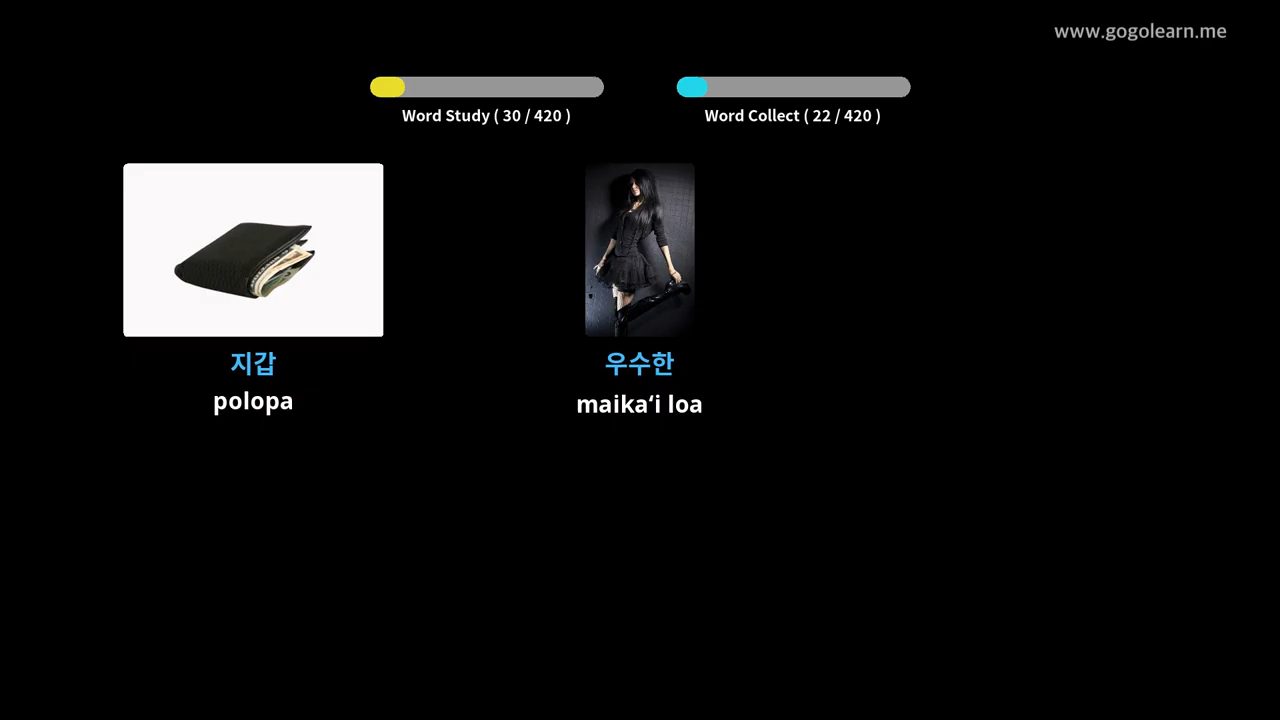 www.gogolearn.me
Word Study ( 30 / 420 )
Word Collect ( 22 / 420 )
지갑
polopa
우수한
maikaʻi loa